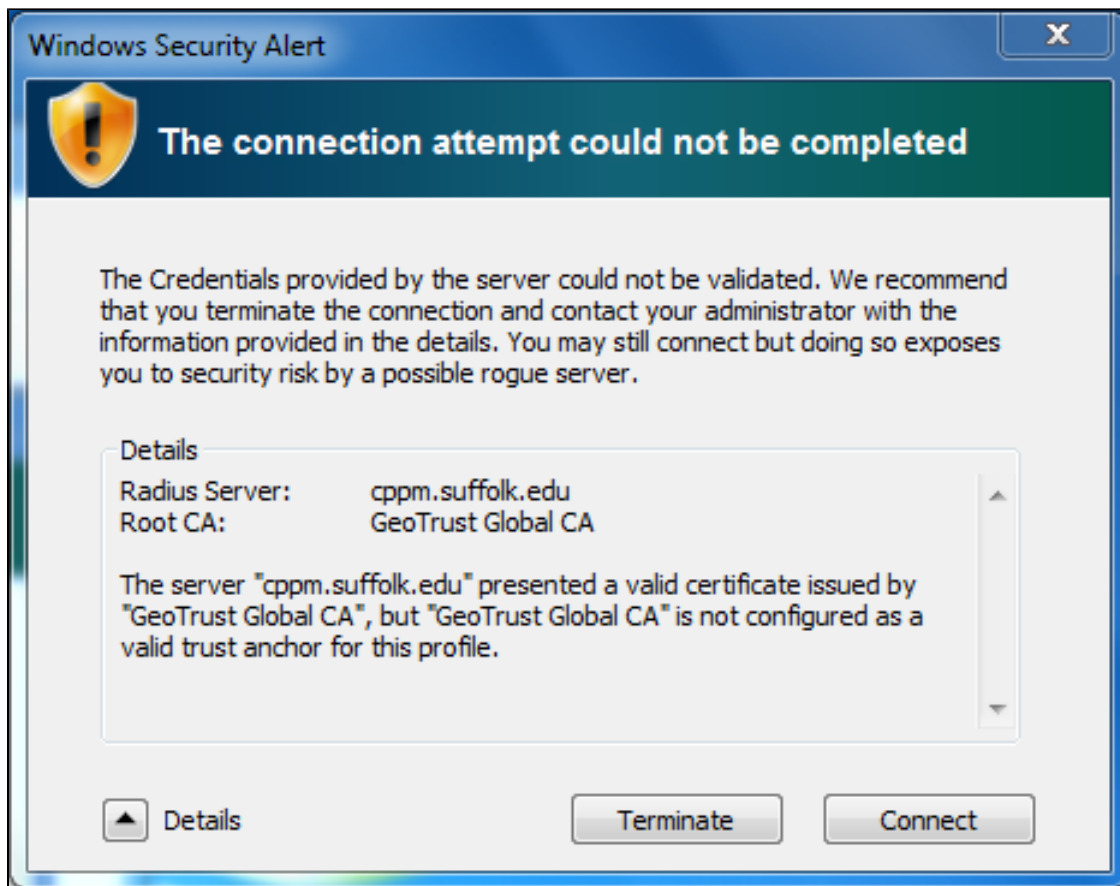 Windows Security Alert
x
The connection attempt could not be completed
The Credentials provided by the server could not be validated. We recommend
that you terminate the connection and contact your administrator with the
information provided in the details. You may still connect but doing so exposes
you to security risk by a possible rogue server.
Details
Radius Server: cppm.suffolk.edu
Root CA: GeoTrust Global CA
The server "cppm.suffolk.edu" presented a valid certificate issued by
"GeoTrust Global CA", but "GeoTrust Global CA" is not configured as a
valid trust anchor for this profile.
Details
Terminate
Connect